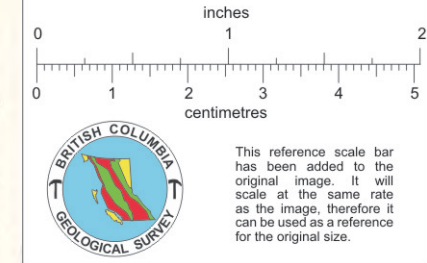 inches
0 1 2
0 1 2 3 4 5
centimetres
BRITISH COLUMBIA
GEOLOGICAL SURVEY
This reference scale bar
has been added to the
original image. It will
scale at the same rate
as the image, therefore it
can be used as a reference
for the original size.